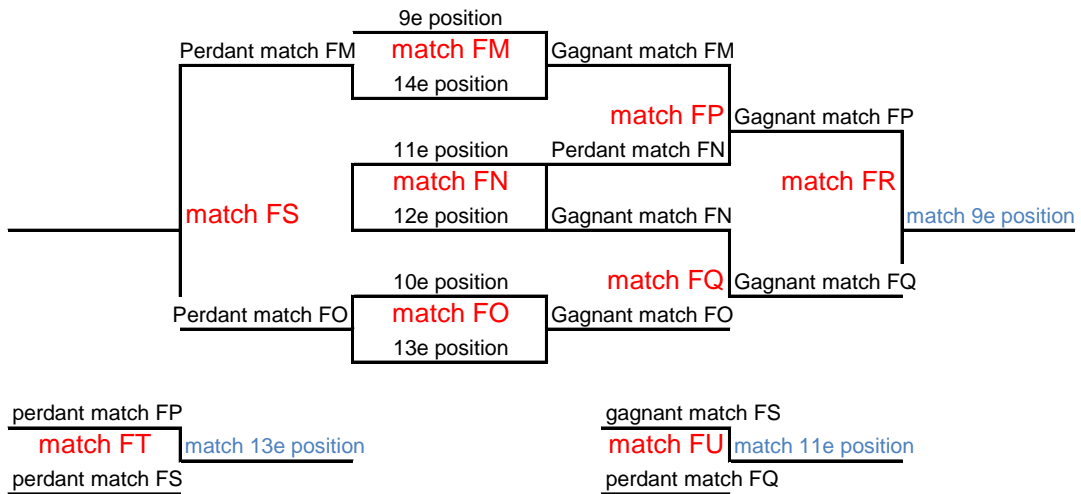 9e position
Perdant match FM
match FM
Gagnant match FM
14e position
match FP
Gagnant match FP
11e position
Perdant match FN
match FN
match FR
match FS
12e position
Gagnant match FN
match 9e position
10e position
match FQ
Gagnant match FQ
Perdant match FO
match FO
Gagnant match FO
13e position
perdant match FP
match FT
match 13e position
perdant match FS
gagnant match FS
match FU
match 11e position
perdant match FQ